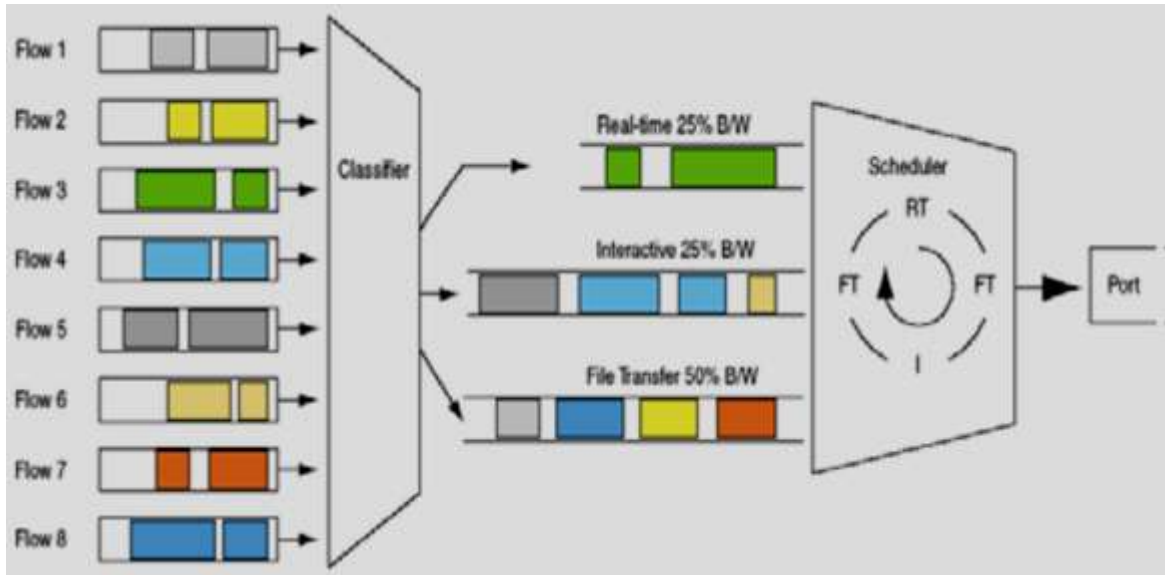 Flow 1
Flow 2
Flow 3
Flow 4
Flow 5
Flow 6
Flow 7
Flow 8
Classifier
Real-time 25% B/W
Interactive 25% B/W
File Transfer 50% B/W
Scheduler
RT
FT FT
I
Port